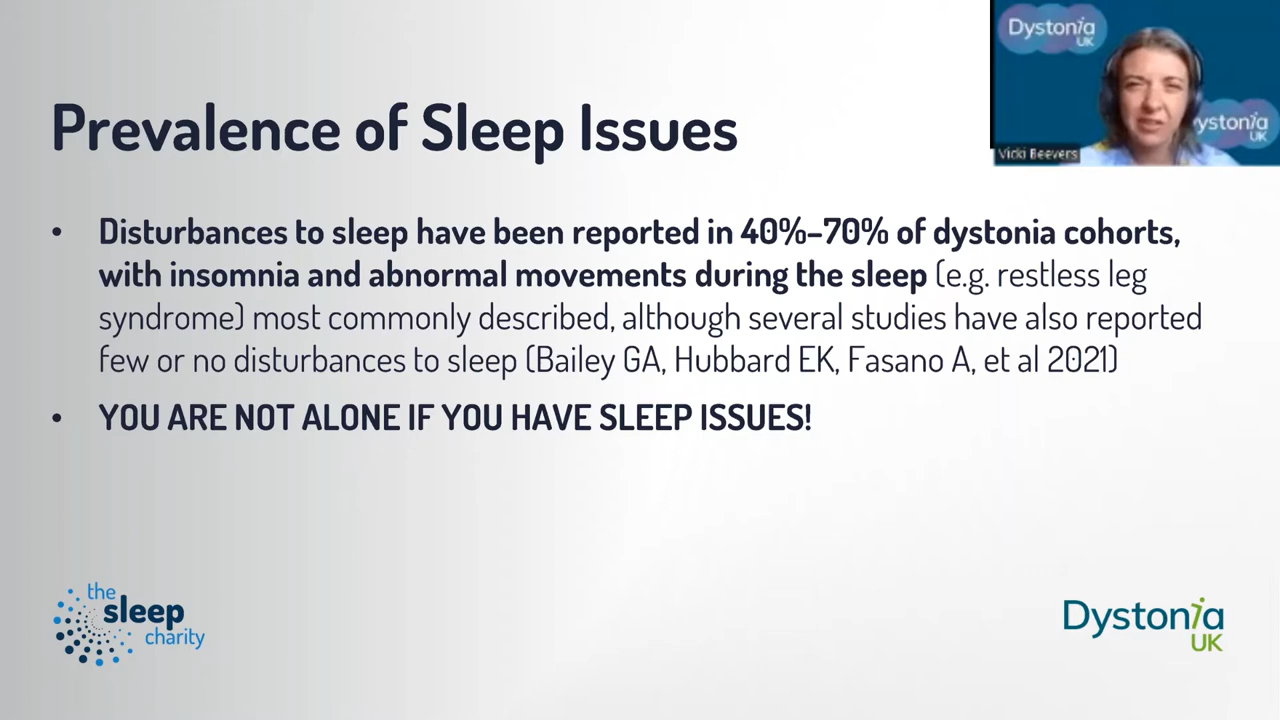 Prevalence of Sleep Issues
Dystonia
UK
ystonia
UK
Vicki Beevers
• Disturbances to sleep have been reported in 40%–70% of dystonia cohorts,
with insomnia and abnormal movements during the sleep (e.g. restless leg
syndrome) most commonly described, although several studies have also reported
few or no disturbances to sleep (Bailey GA, Hubbard EK, Fasano A, et al 2021)
• YOU ARE NOT ALONE IF YOU HAVE SLEEP ISSUES!
the
sleep
charity
Dystonia
UK